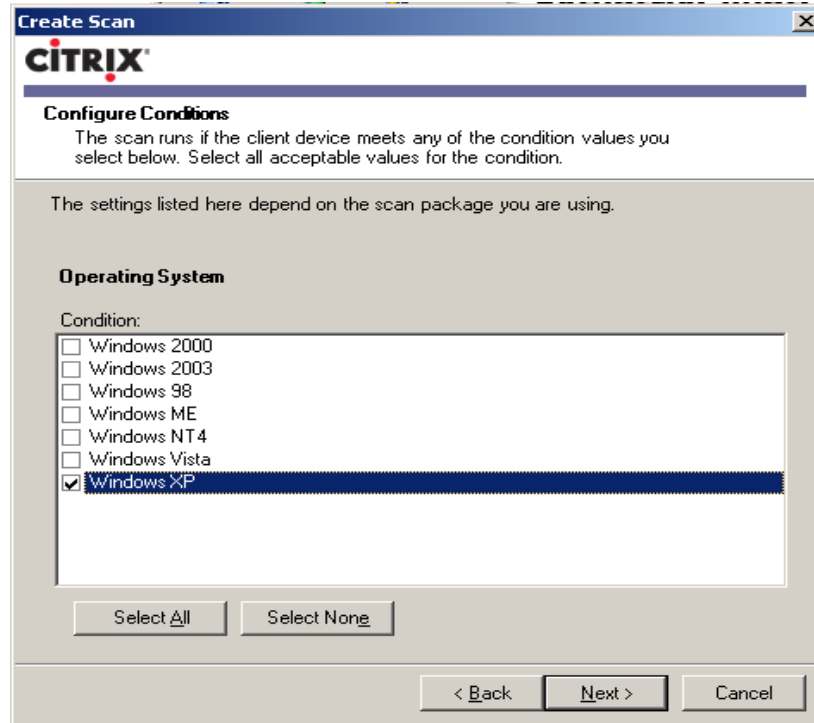 Create Scan
CİTRIX
Configure Conditions
The scan runs if the client device meets any of the condition values you
select below. Select all acceptable values for the condition.
The settings listed here depend on the scan package you are using.
Operating System
Condition:
Windows 2000
Windows 2003
Windows 98
Windows ME
Windows NT4
Windows Vista
Windows XP
Select All
Select None
< Back
Next >
Cancel